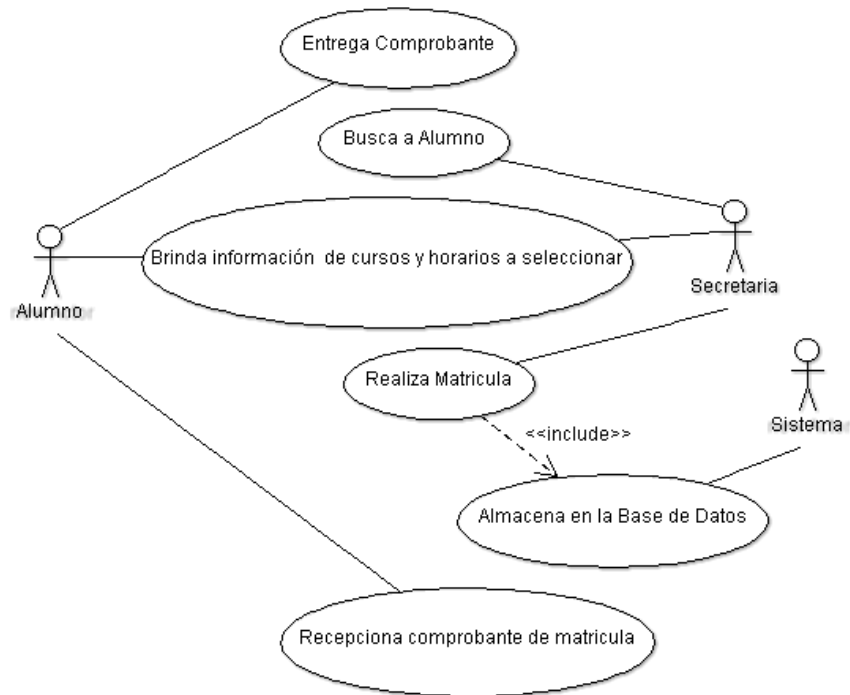 Entrega Comprobante
Busca a Alumno
Brinda información de cursos y horarios a seleccionar
Alumno
Secretaria
Realiza Matricula
<<include>>
Sistema
Almacena en la Base de Datos
Recepciona comprobante de matricula